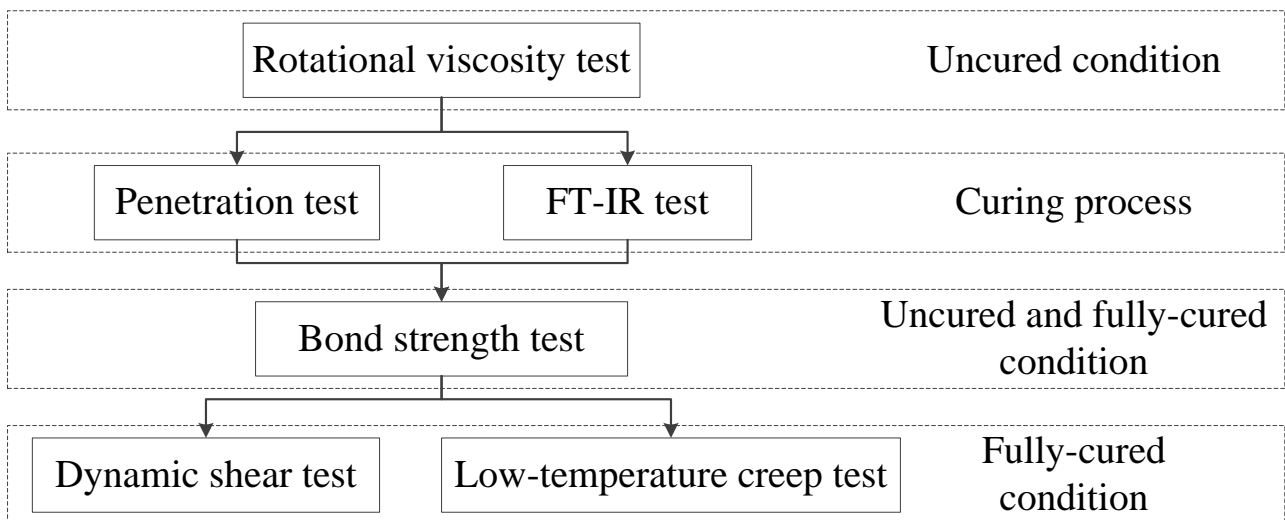 Rotational viscosity test
Uncured condition
Penetration test
FT-IR test
Curing process
Bond strength test
Uncured and fully-cured
condition
Dynamic shear test
Low-temperature creep test
Fully-cured
condition